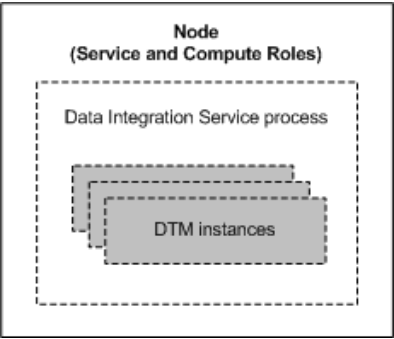 Node
(Service and Compute Roles)
Data Integration Service process
DTM instances